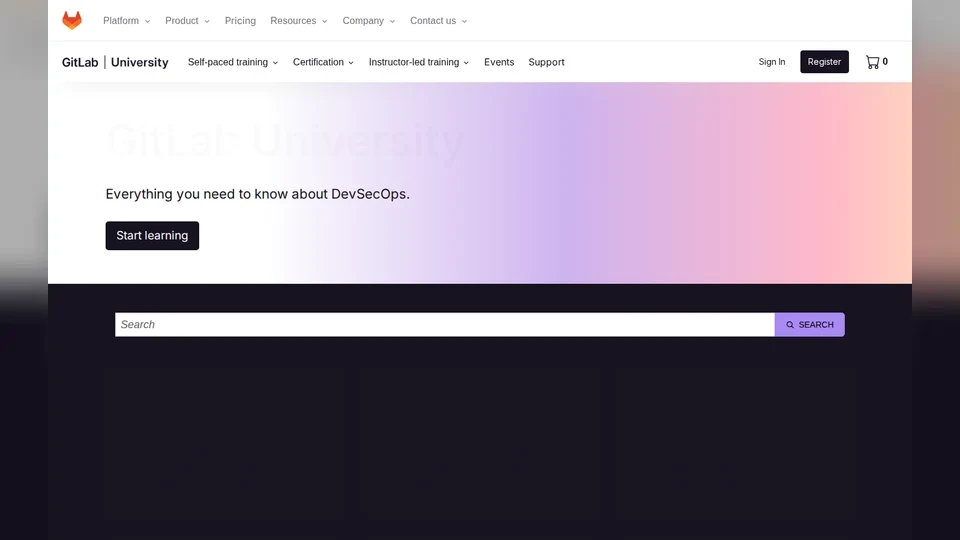 Platform Product Pricing Resources Company Contact us
GitLab | University Self-paced training Certification Instructor-led training Events Support Sign In Register 0
GitLab University
Everything you need to know about DevSecOps.
Start learning
Search SEARCH